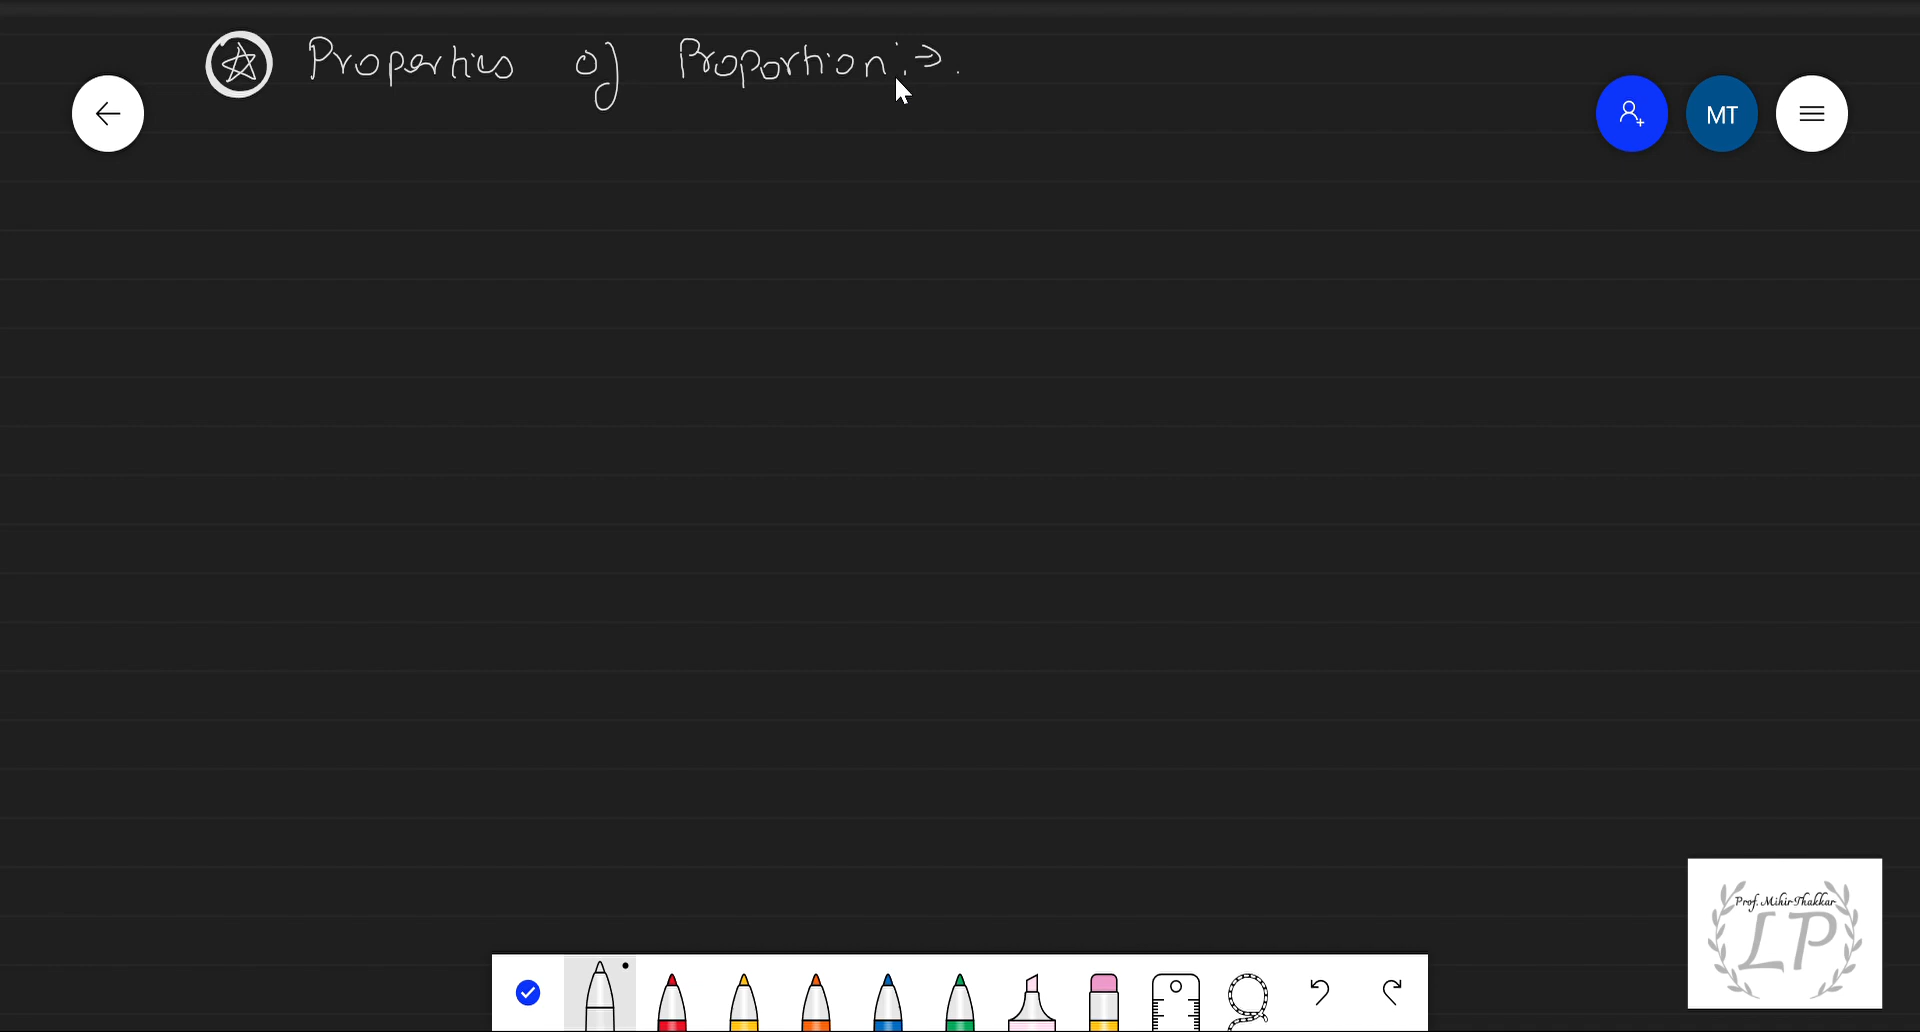 Properties of Proportion :⇒.
MT
Prof. Mihir Thakkar
LP